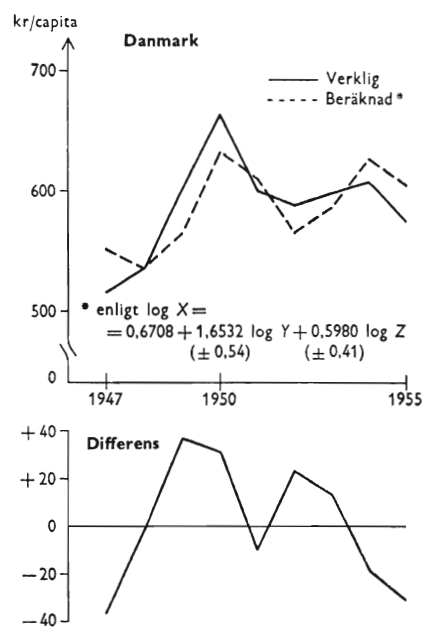 kr/capita
Danmark
700
Verklig
Beräknad *
600
500
* enligt log X =
= 0,6708 + 1,6532 log Y + 0,5980 log Z
(± 0,54) (± 0,41)
0
1947 1950 1955
+ 40
Differens
+ 20
0
− 20
− 40